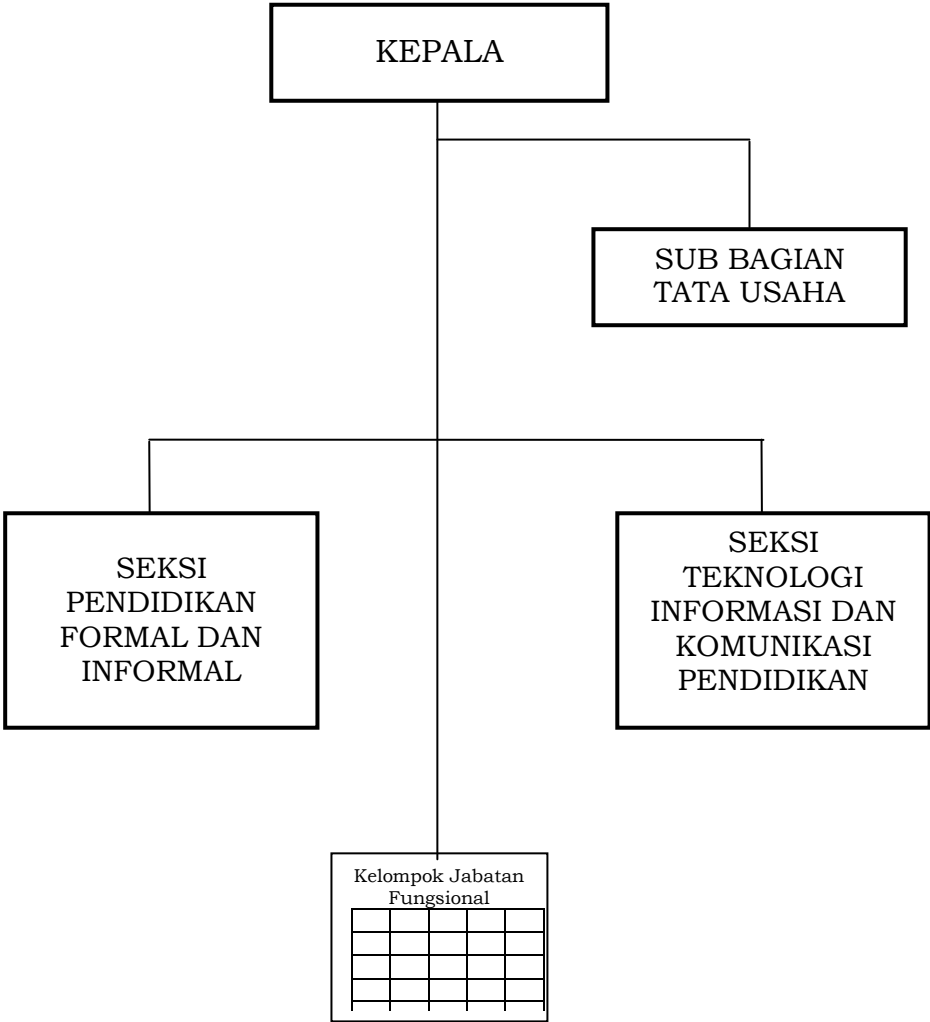 KEPALA
SUB BAGIAN
TATA USAHA
SEKSI
PENDIDIKAN
FORMAL DAN
INFORMAL
SEKSI
TEKNOLOGI
INFORMASI DAN
KOMUNIKASI
PENDIDIKAN
Kelompok Jabatan
Fungsional